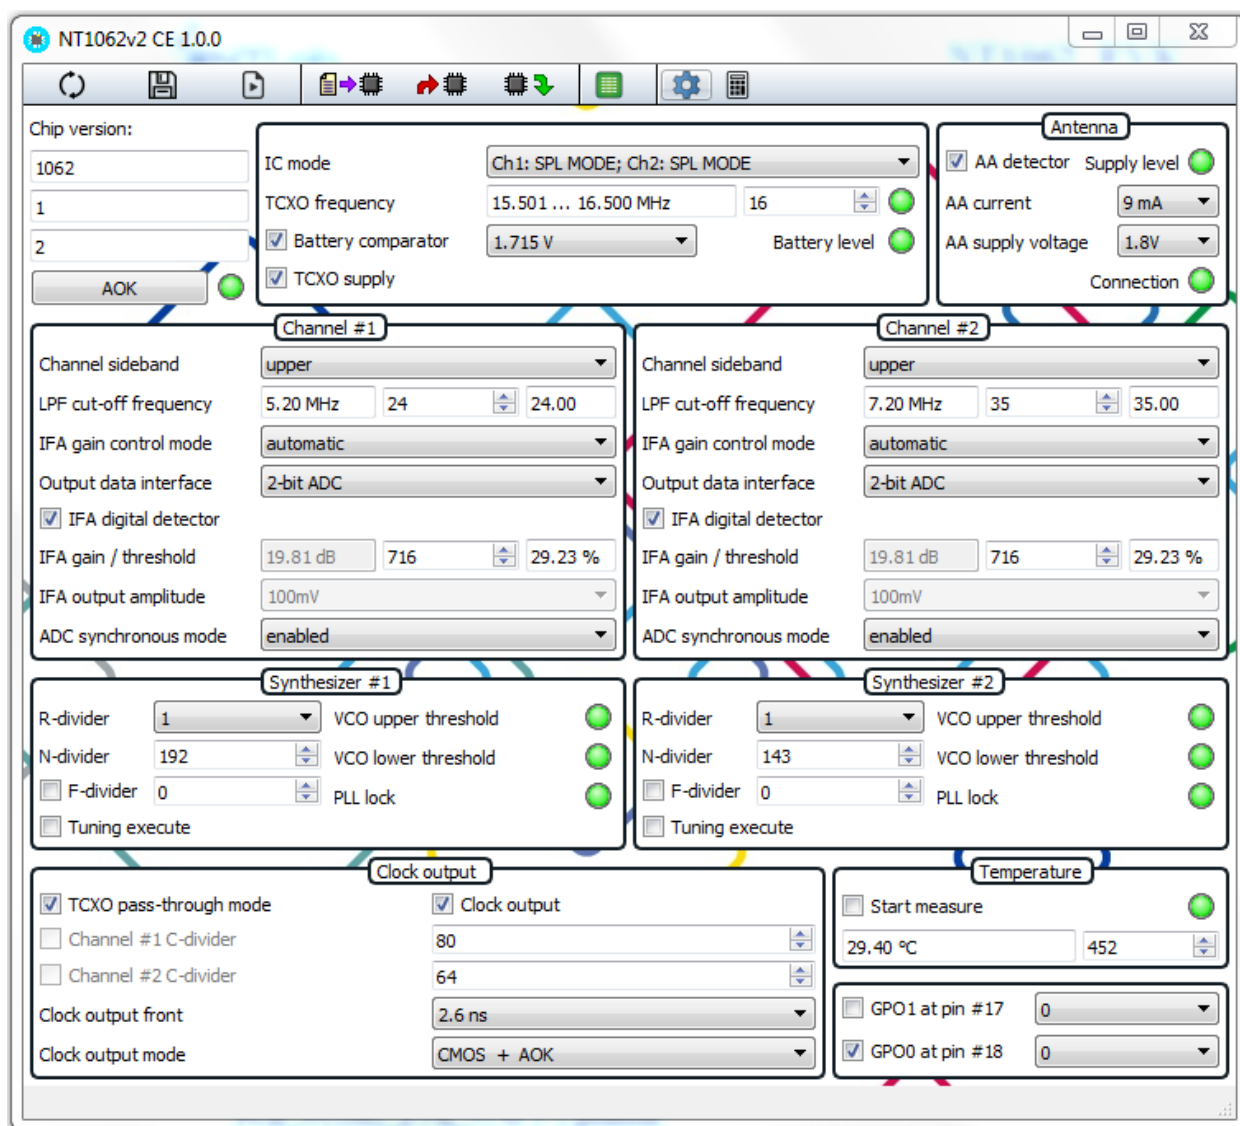 NT1062v2 CE 1.0.0
Chip version:
1062
1
2
AOK
IC mode Ch1: SPL MODE; Ch2: SPL MODE
TCXO frequency 15.501 ... 16.500 MHz 16
Battery comparator 1.715 V Battery level
TCXO supply
Antenna
AA detector Supply level
AA current 9 mA
AA supply voltage 1.8V
Connection
Channel #1
Channel sideband upper
LPF cut-off frequency 5.20 MHz 24 24.00
IFA gain control mode automatic
Output data interface 2-bit ADC
IFA digital detector
IFA gain / threshold 19.81 dB 716 29.23 %
IFA output amplitude 100mV
ADC synchronous mode enabled
Channel #2
Channel sideband upper
LPF cut-off frequency 7.20 MHz 35 35.00
IFA gain control mode automatic
Output data interface 2-bit ADC
IFA digital detector
IFA gain / threshold 19.81 dB 716 29.23 %
IFA output amplitude 100mV
ADC synchronous mode enabled
Synthesizer #1
R-divider 1 VCO upper threshold
N-divider 192 VCO lower threshold
F-divider 0 PLL lock
Tuning execute
Synthesizer #2
R-divider 1 VCO upper threshold
N-divider 143 VCO lower threshold
F-divider 0 PLL lock
Tuning execute
Clock output
TCXO pass-through mode Clock output
Channel #1 C-divider 80
Channel #2 C-divider 64
Clock output front 2.6 ns
Clock output mode CMOS + AOK
Temperature
Start measure
29.40 ºC 452
GPO1 at pin #17 0
GPO0 at pin #18 0